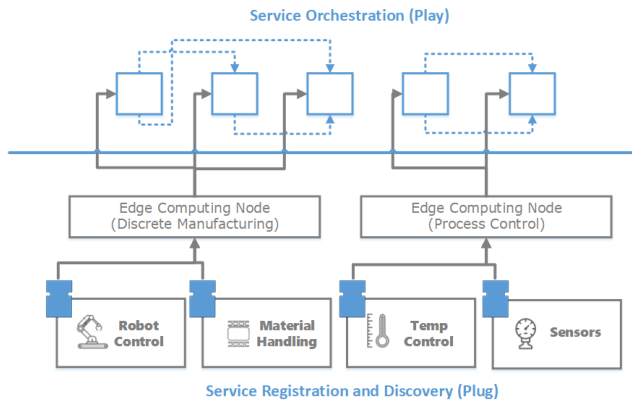 Service Orchestration (Play)
Edge Computing Node
(Discrete Manufacturing)
Edge Computing Node
(Process Control)
Robot
Control
Material
Handling
Temp
Control
Sensors
Service Registration and Discovery (Plug)